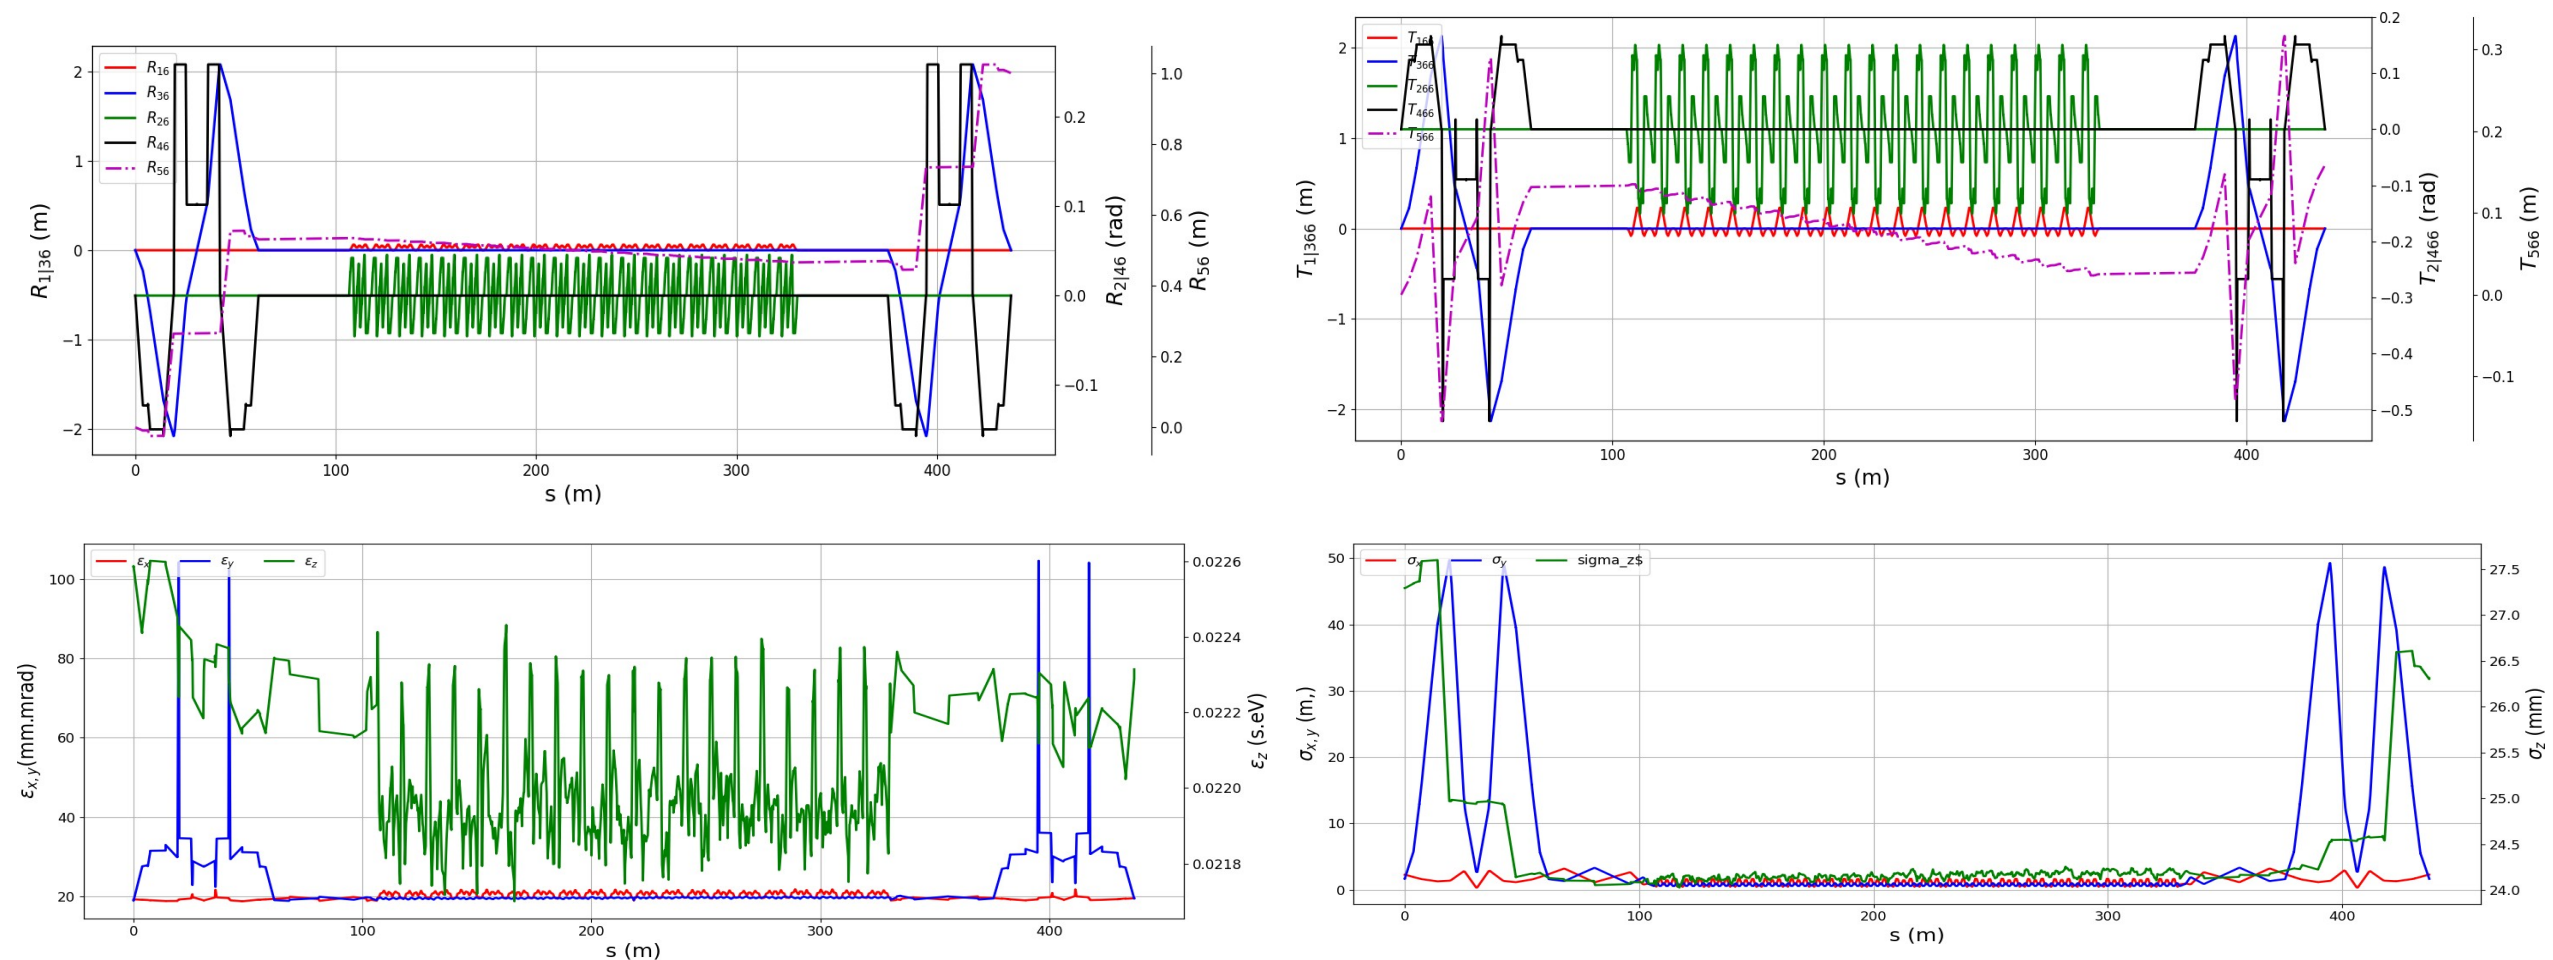 R16
R36
R26
R46
R56
2
1
0
−1
−2
0.2
0.1
0.0
−0.1
1.0
0.8
0.6
0.4
0.2
0.0
R1|36 (m)
R2|46 (rad)
R56 (m)
0 100 200 300 400
s (m)
T166
T366
T266
T466
T566
2
1
0
−1
−2
0.2
0.1
0.0
−0.1
−0.2
−0.3
−0.4
−0.5
0.3
0.2
0.1
0.0
−0.1
T1|366 (m)
T2|466 (rad)
T566 (m)
0 100 200 300 400
s (m)
εx εy εz
100
80
60
40
20
0.0226
0.0224
0.0222
0.0220
0.0218
εx,y(mm.mrad)
εz (s.eV)
0 100 200 300 400
s (m)
σx σy sigma_z$
50
40
30
20
10
0
27.5
27.0
26.5
26.0
25.5
25.0
24.5
24.0
σx,y (m,)
σz (mm)
0 100 200 300 400
s (m)